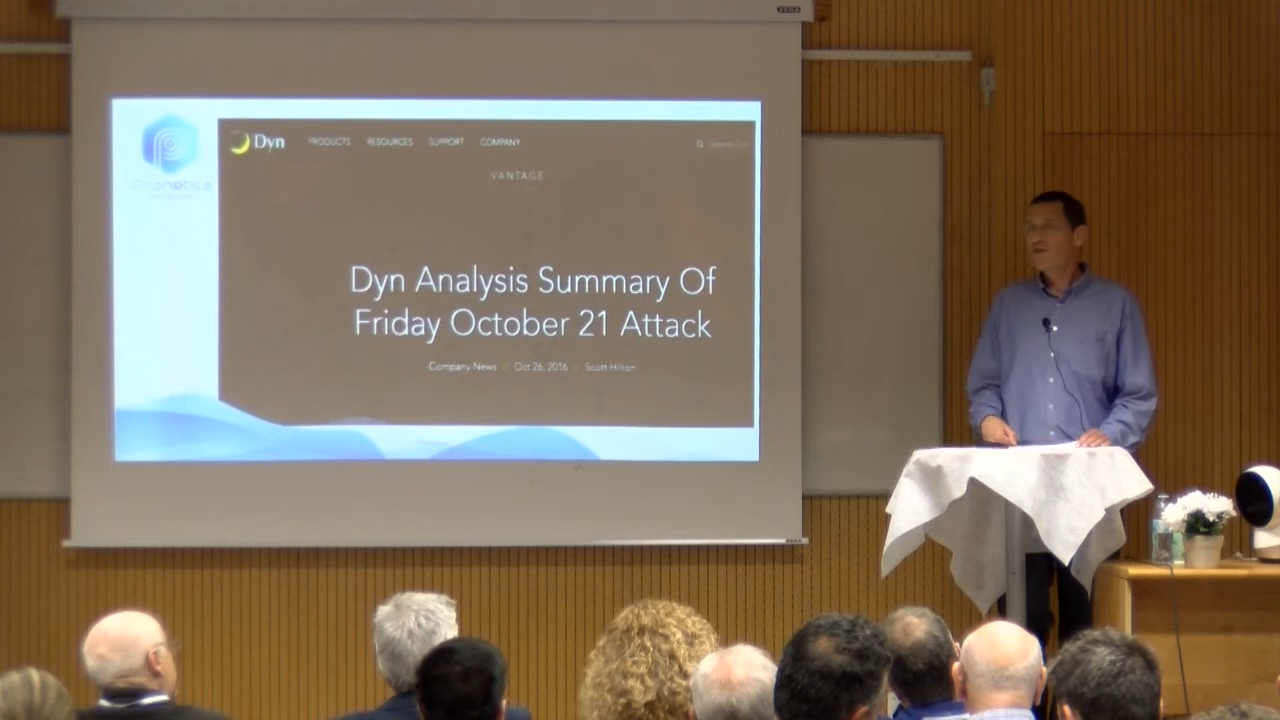 Phonetica
Dyn PRODUCTS RESOURCES SUPPORT COMPANY
VANTAGE
Dyn Analysis Summary Of
Friday October 21 Attack
Company News Oct 26, 2016 Scott Hilton